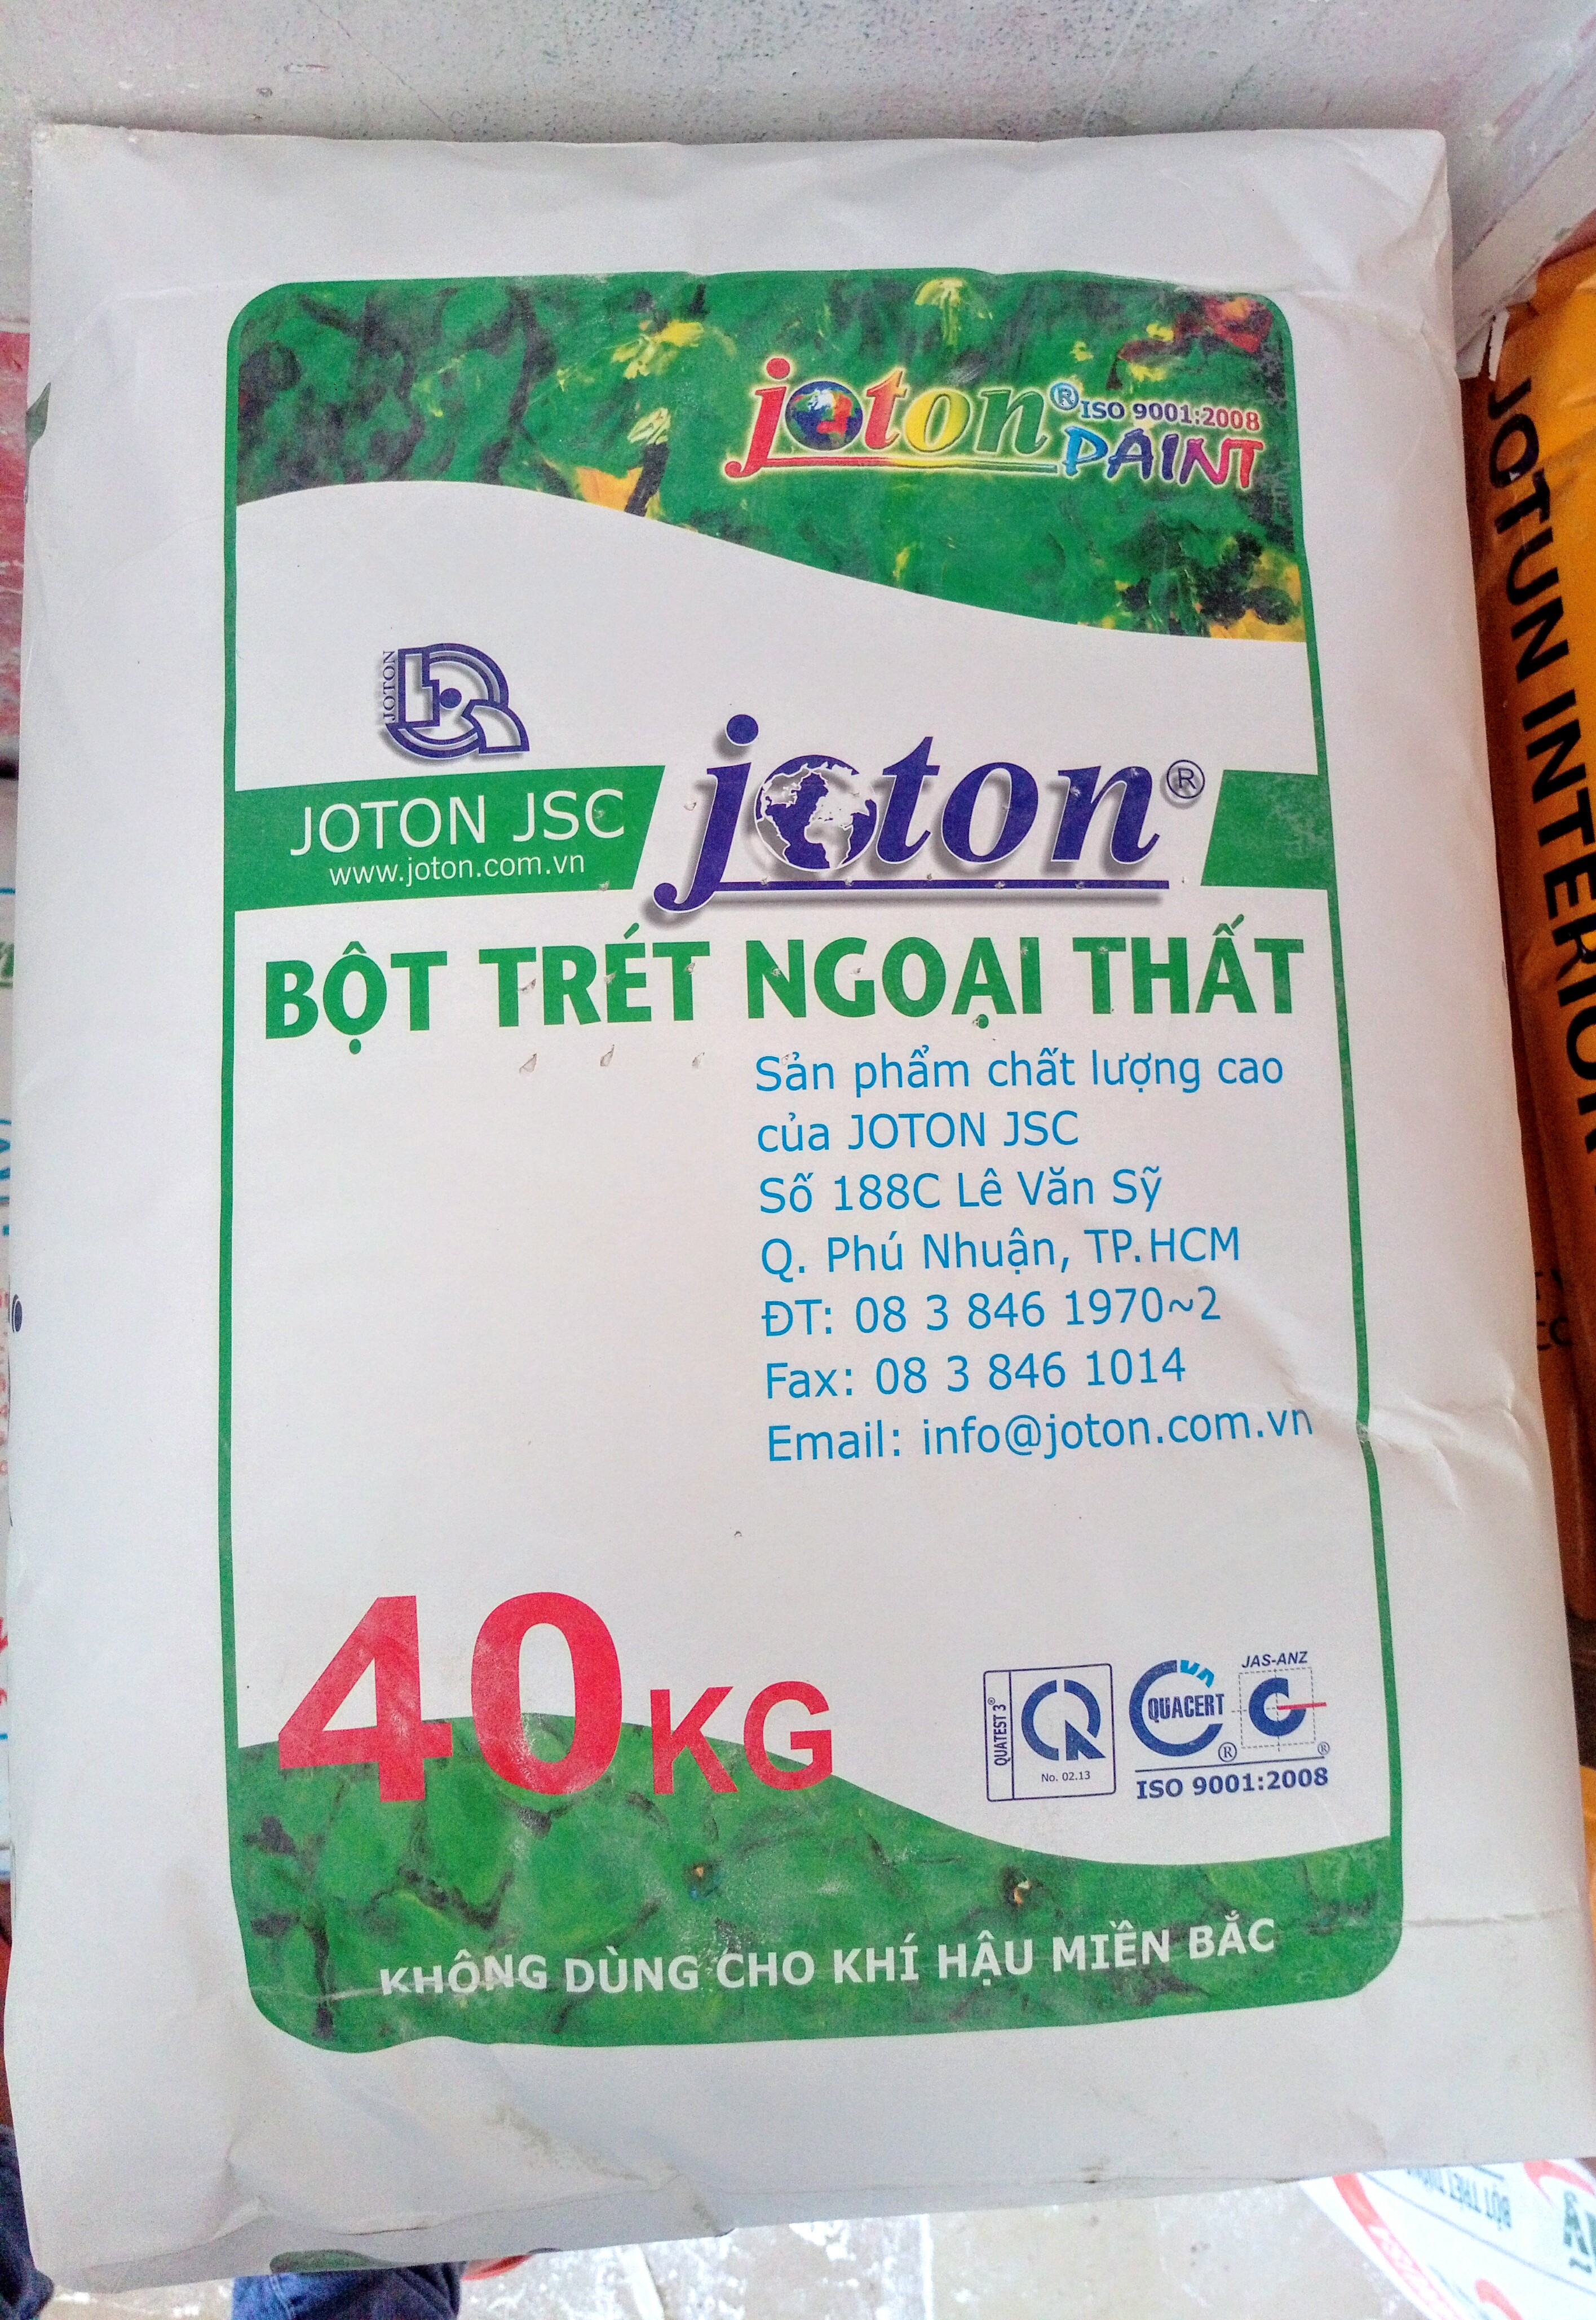 joton® ISO 9001:2008
PAINT
JOTON
JOTON JSC
www.joton.com.vn
joton®
BỘT TRÉT NGOẠI THẤT
Sản phẩm chất lượng cao
của JOTON JSC
Số 188C Lê Văn Sỹ
Q. Phú Nhuận, TP.HCM
ĐT: 08 3 846 1970~2
Fax: 08 3 846 1014
Email: info@joton.com.vn
40KG
QUATEST 3®
No. 02.13
QUACERT
®
JAS-ANZ
®
ISO 9001:2008
KHÔNG DÙNG CHO KHÍ HẬU MIỀN BẮC
JOTUN INTERIOR
BỘT TRÉT